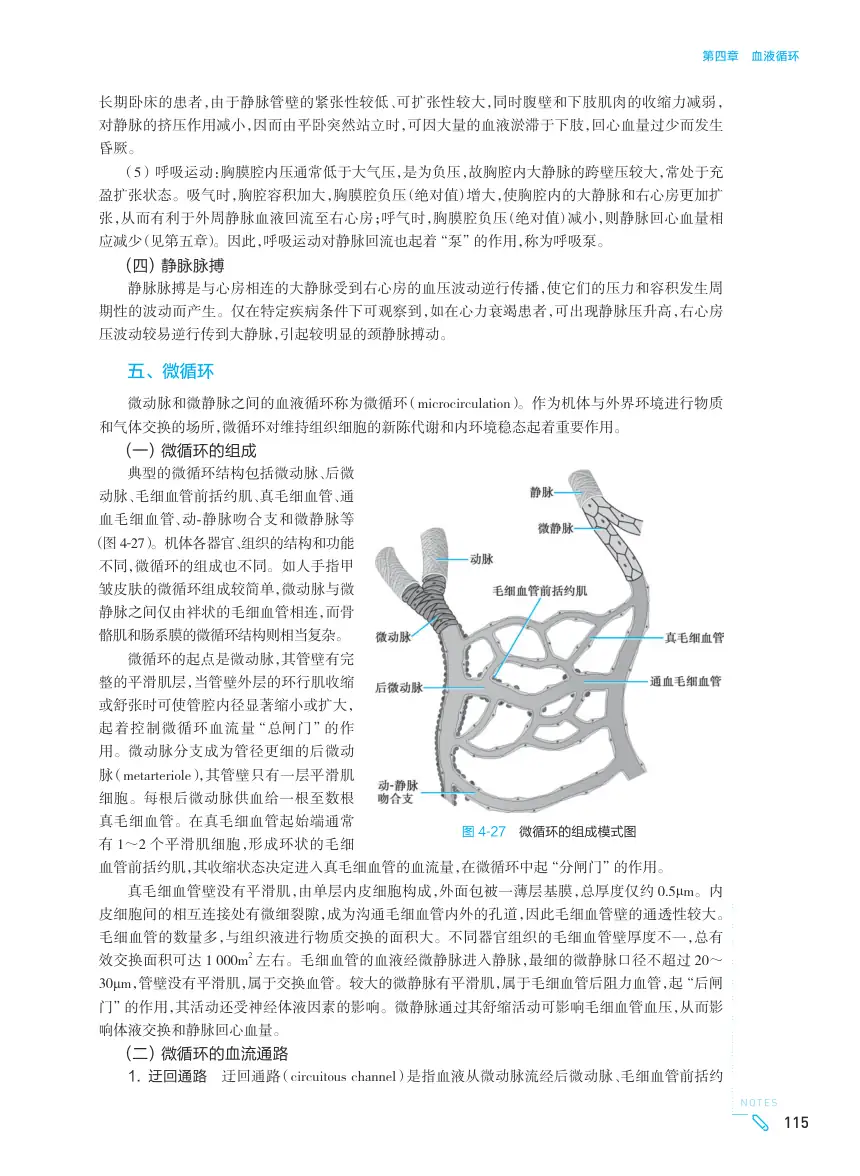 第四章　血液循环
长期卧床的患者，由于静脉管壁的紧张性较低、可扩张性较大，同时腹壁和下肢肌肉的收缩力减弱，
对静脉的挤压作用减小，因而由平卧突然站立时，可因大量的血液淤滞于下肢，回心血量过少而发生
昏厥。
（5）呼吸运动：胸膜腔内压通常低于大气压，是为负压，故胸腔内大静脉的跨壁压较大，常处于充
盈扩张状态。吸气时，胸腔容积加大，胸膜腔负压（绝对值）增大，使胸腔内的大静脉和右心房更加扩
张，从而有利于外周静脉血液回流至右心房；呼气时，胸膜腔负压（绝对值）减小，则静脉回心血量相
应减少（见第五章）。因此，呼吸运动对静脉回流也起着“泵”的作用，称为呼吸泵。
（四）静脉脉搏
静脉脉搏是与心房相连的大静脉受到右心房的血压波动逆行传播，使它们的压力和容积发生周
期性的波动而产生。仅在特定疾病条件下可观察到，如在心力衰竭患者，可出现静脉压升高，右心房
压波动较易逆行传到大静脉，引起较明显的颈静脉搏动。
五、微循环
微动脉和微静脉之间的血液循环称为微循环（microcirculation）。作为机体与外界环境进行物质
和气体交换的场所，微循环对维持组织细胞的新陈代谢和内环境稳态起着重要作用。
（一）微循环的组成
典型的微循环结构包括微动脉、后微
动脉、毛细血管前括约肌、真毛细血管、通
血毛细血管、动-静脉吻合支和微静脉等
（图 4-27）。机体各器官、组织的结构和功能
不同，微循环的组成也不同。如人手指甲
皱皮肤的微循环组成较简单，微动脉与微
静脉之间仅由袢状的毛细血管相连，而骨
骼肌和肠系膜的微循环结构则相当复杂。
微循环的起点是微动脉，其管壁有完
整的平滑肌层，当管壁外层的环行肌收缩
或舒张时可使管腔内径显著缩小或扩大，
起着控制微循环血流量“总闸门”的作
用。微动脉分支成为管径更细的后微动
脉（metarteriole），其管壁只有一层平滑肌
细胞。每根后微动脉供血给一根至数根
真毛细血管。在真毛细血管起始端通常
有 1～2 个平滑肌细胞，形成环状的毛细
静脉
微静脉
动脉
毛细血管前括约肌
微动脉
真毛细血管
后微动脉
通血毛细血管
动-静脉
吻合支
图 4-27　微循环的组成模式图
血管前括约肌，其收缩状态决定进入真毛细血管的血流量，在微循环中起“分闸门”的作用。
真毛细血管壁没有平滑肌，由单层内皮细胞构成，外面包被一薄层基膜，总厚度仅约 0.5μm。内
皮细胞间的相互连接处有微细裂隙，成为沟通毛细血管内外的孔道，因此毛细血管壁的通透性较大。
毛细血管的数量多，与组织液进行物质交换的面积大。不同器官组织的毛细血管壁厚度不一，总有
效交换面积可达 1 000m² 左右。毛细血管的血液经微静脉进入静脉，最细的微静脉口径不超过 20～
30μm，管壁没有平滑肌，属于交换血管。较大的微静脉有平滑肌，属于毛细血管后阻力血管，起“后闸
门”的作用，其活动还受神经体液因素的影响。微静脉通过其舒缩活动可影响毛细血管血压，从而影
响体液交换和静脉回心血量。
（二）微循环的血流通路
1. 迂回通路　迂回通路（circuitous channel）是指血液从微动脉流经后微动脉、毛细血管前括约
NOTES
115